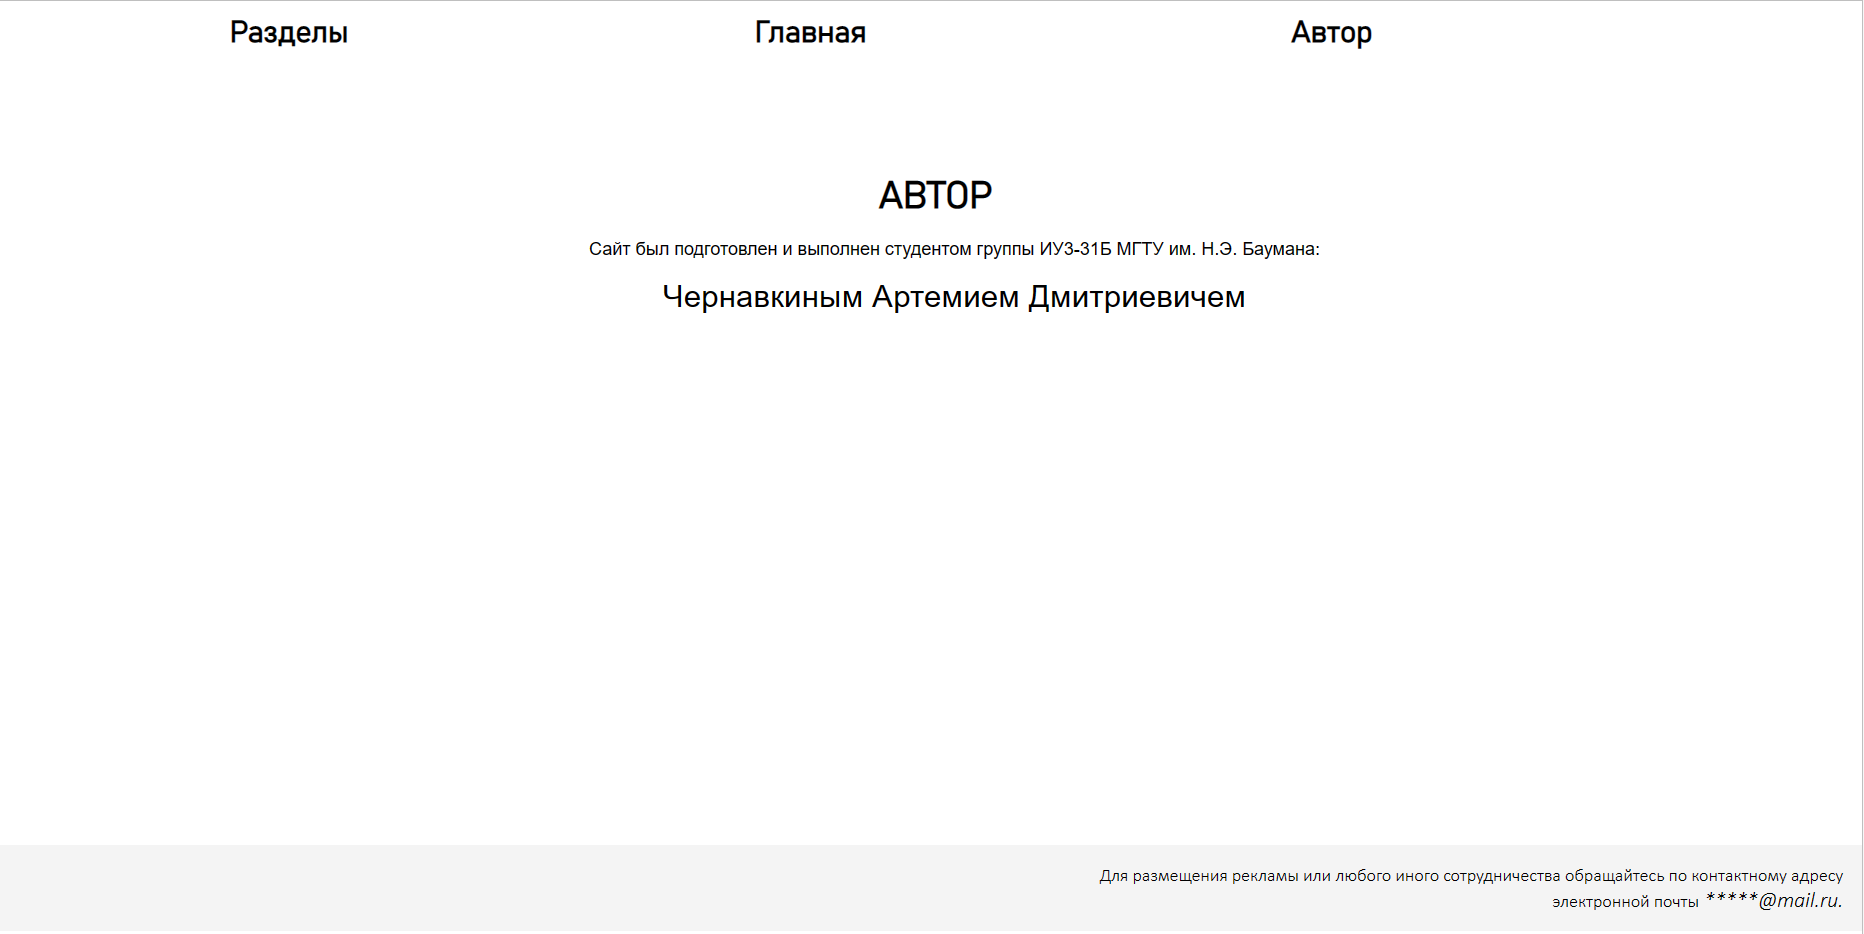 Разделы Главная Автор
АВТОР
Сайт был подготовлен и выполнен студентом группы ИУ3-31Б МГТУ им. Н.Э. Баумана:
Чернавкиным Артемием Дмитриевичем
Для размещения рекламы или любого иного сотрудничества обращайтесь по контактному адресу
электронной почты *****@mail.ru.